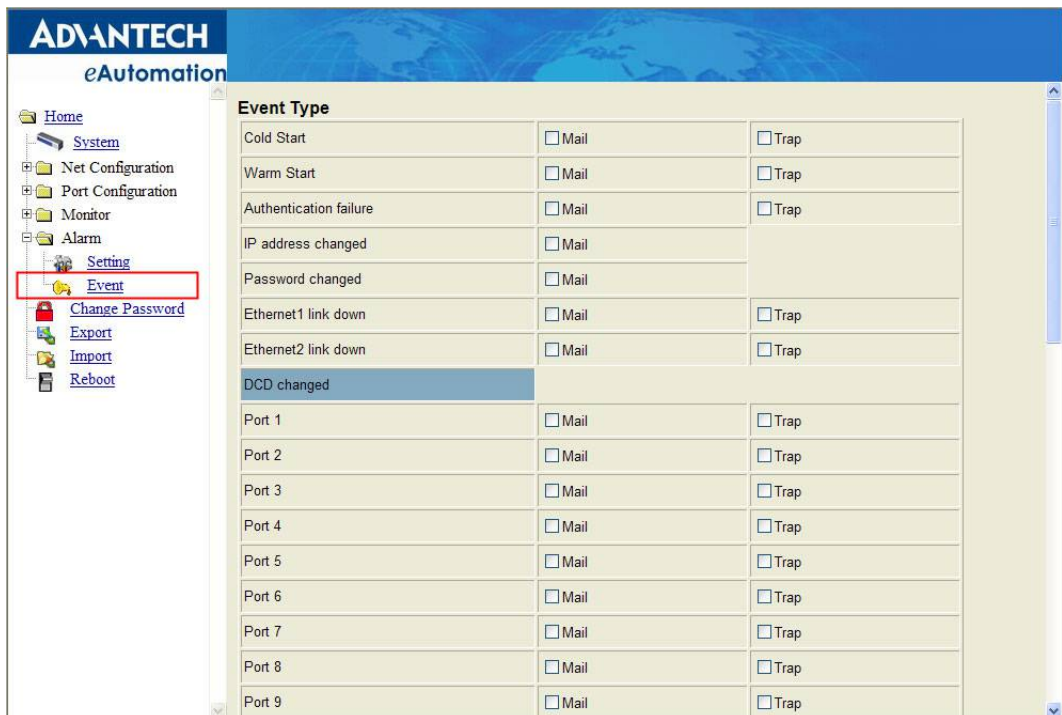 ADVANTECH
eAutomation
Home
System
Net Configuration
Port Configuration
Monitor
Alarm
Setting
Event
Change Password
Export
Import
Reboot
Event Type
Cold Start Mail Trap
Warm Start Mail Trap
Authentication failure Mail Trap
IP address changed Mail
Password changed Mail
Ethernet1 link down Mail Trap
Ethernet2 link down Mail Trap
DCD changed
Port 1 Mail Trap
Port 2 Mail Trap
Port 3 Mail Trap
Port 4 Mail Trap
Port 5 Mail Trap
Port 6 Mail Trap
Port 7 Mail Trap
Port 8 Mail Trap
Port 9 Mail Trap